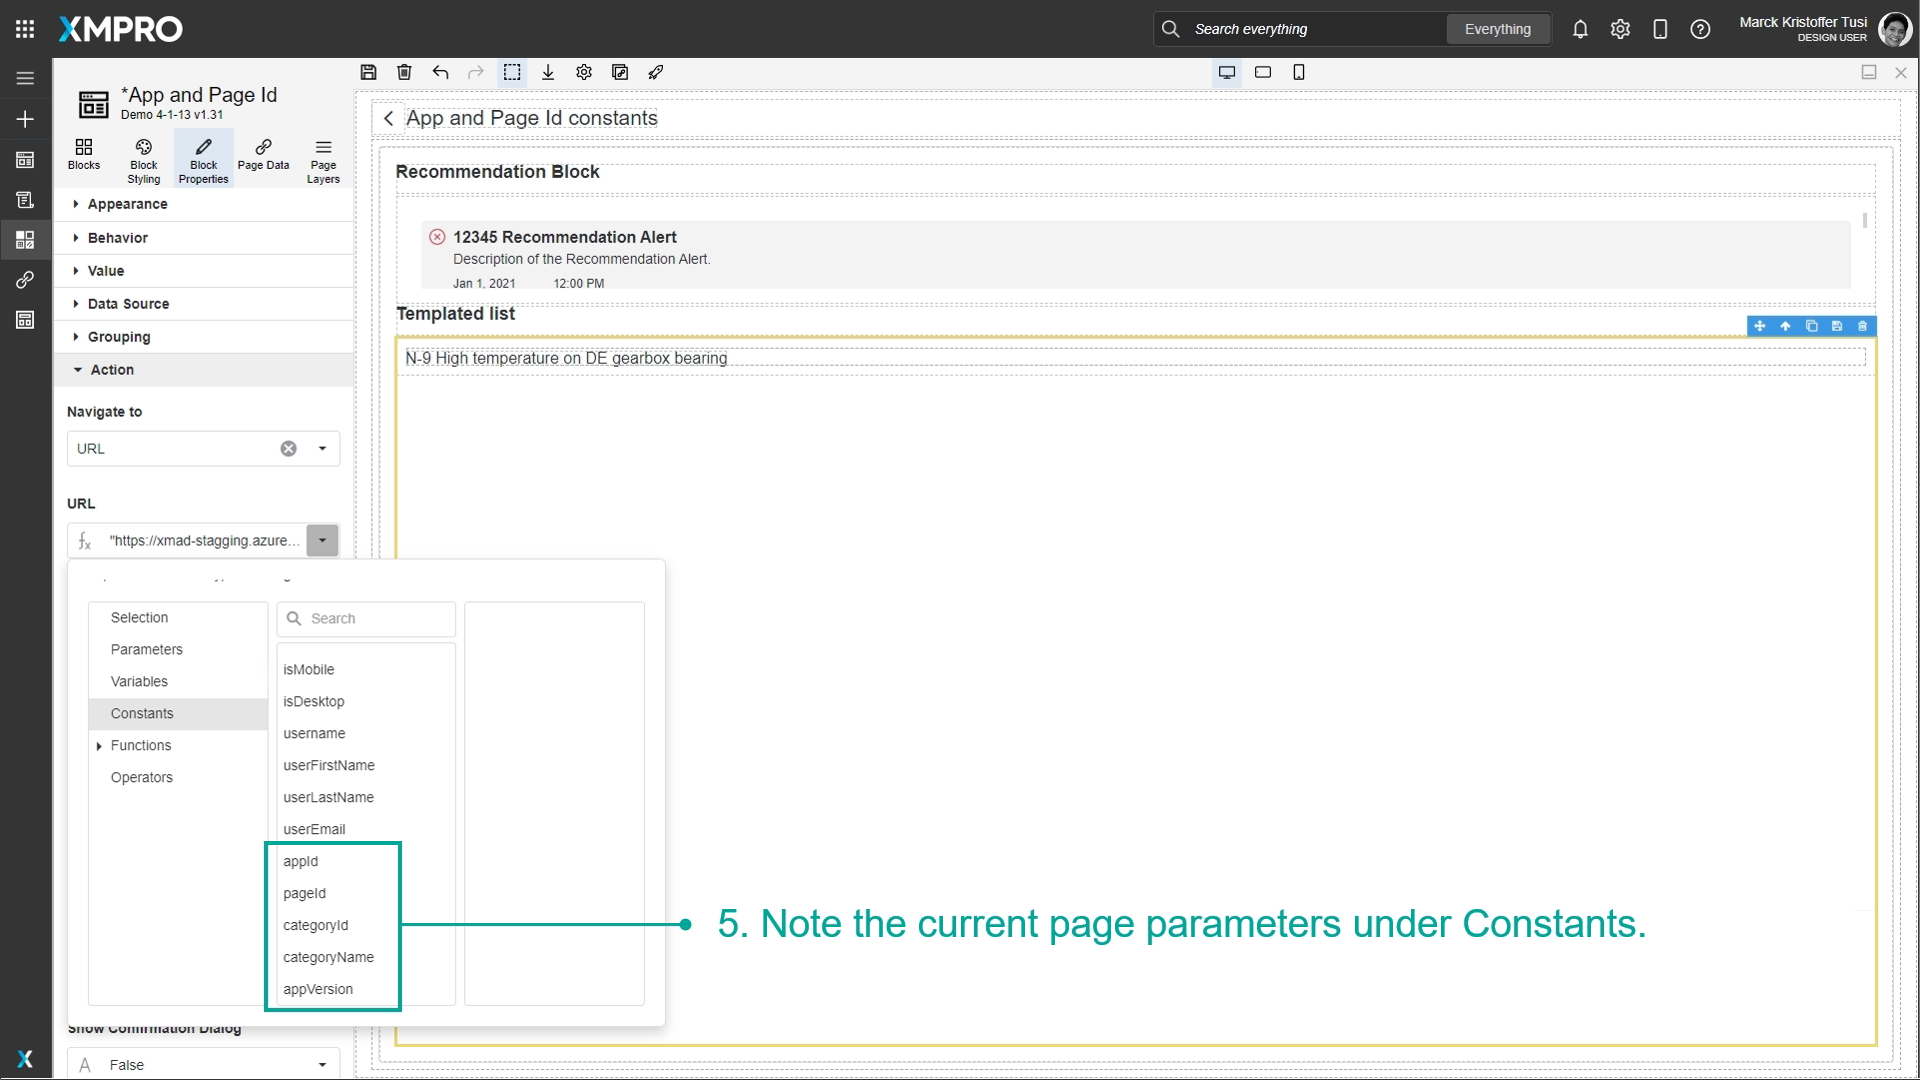 XMPRO
Search everything
Everything
Marck Kristoffer Tusi
DESIGN USER
*App and Page Id
Demo 4-1-13 v1.31
Blocks
Block Styling
Block Properties
Page Data
Page Layers
Appearance
Behavior
Value
Data Source
Grouping
Action
Navigate to
URL
URL
fx "https://xmad-stagging.azure...
Selection
Parameters
Variables
Constants
Functions
Operators
Search
isMobile
isDesktop
username
userFirstName
userLastName
userEmail
appId
pageId
categoryId
categoryName
appVersion
Show Confirmation Dialog
A False
App and Page Id constants
Recommendation Block
12345 Recommendation Alert
Description of the Recommendation Alert.
Jan 1, 2021 12:00 PM
Templated list
N-9 High temperature on DE gearbox bearing
5. Note the current page parameters under Constants.